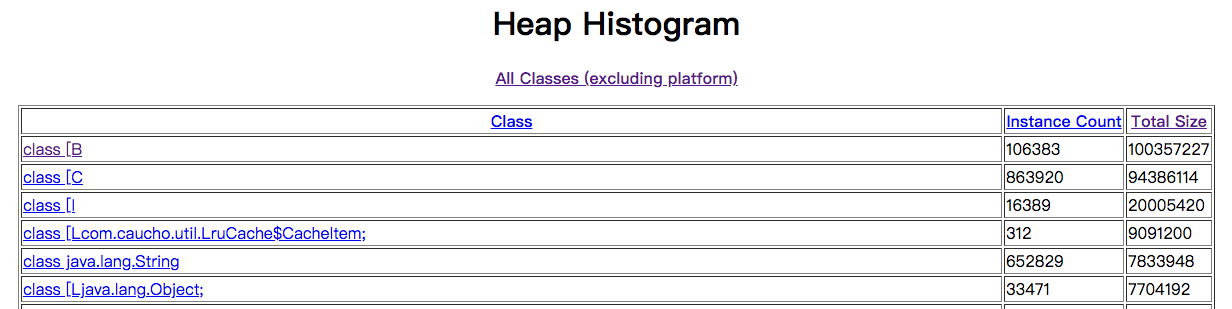 Heap Histogram
All Classes (excluding platform)
Class Instance Count Total Size
class [B 106383 100357227
class [C 863920 94386114
class [I 16389 20005420
class [Lcom.caucho.util.LruCache$CacheItem; 312 9091200
class java.lang.String 652829 7833948
class [Ljava.lang.Object; 33471 7704192